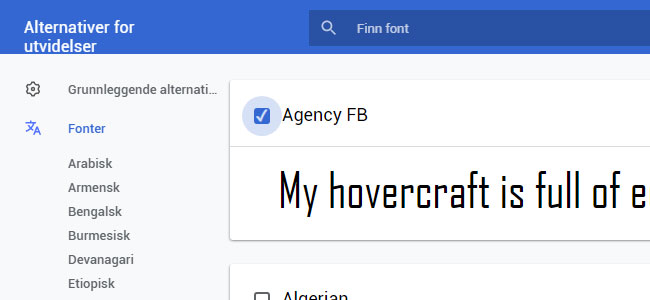 Alternativer for
utvidelser
Finn font
Grunnleggende alternati...
Fonter
Arabisk
Armensk
Bengalsk
Burmesisk
Devanagari
Etiopisk
Agency FB
My hovercraft is full of e
Algerian